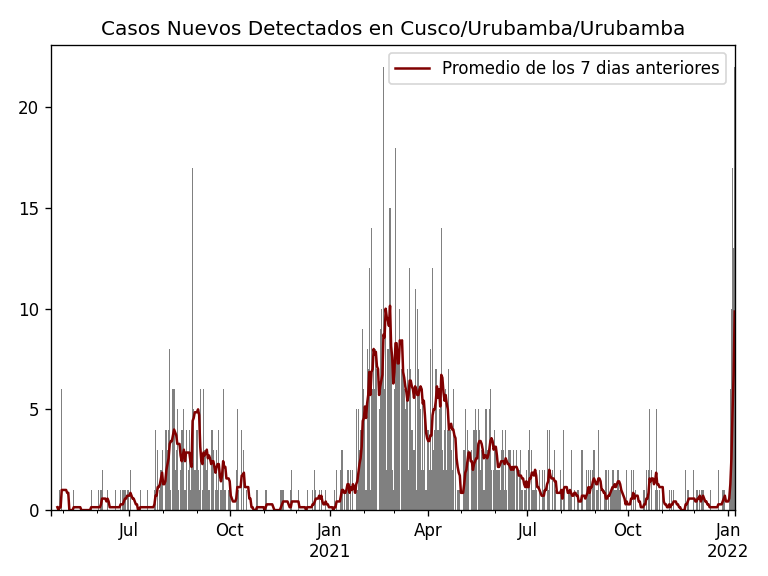 Casos Nuevos Detectados en Cusco/Urubamba/Urubamba
Promedio de los 7 dias anteriores
20
15
10
5
0
Jul Oct Jan Apr Jul Oct Jan
2021 2022